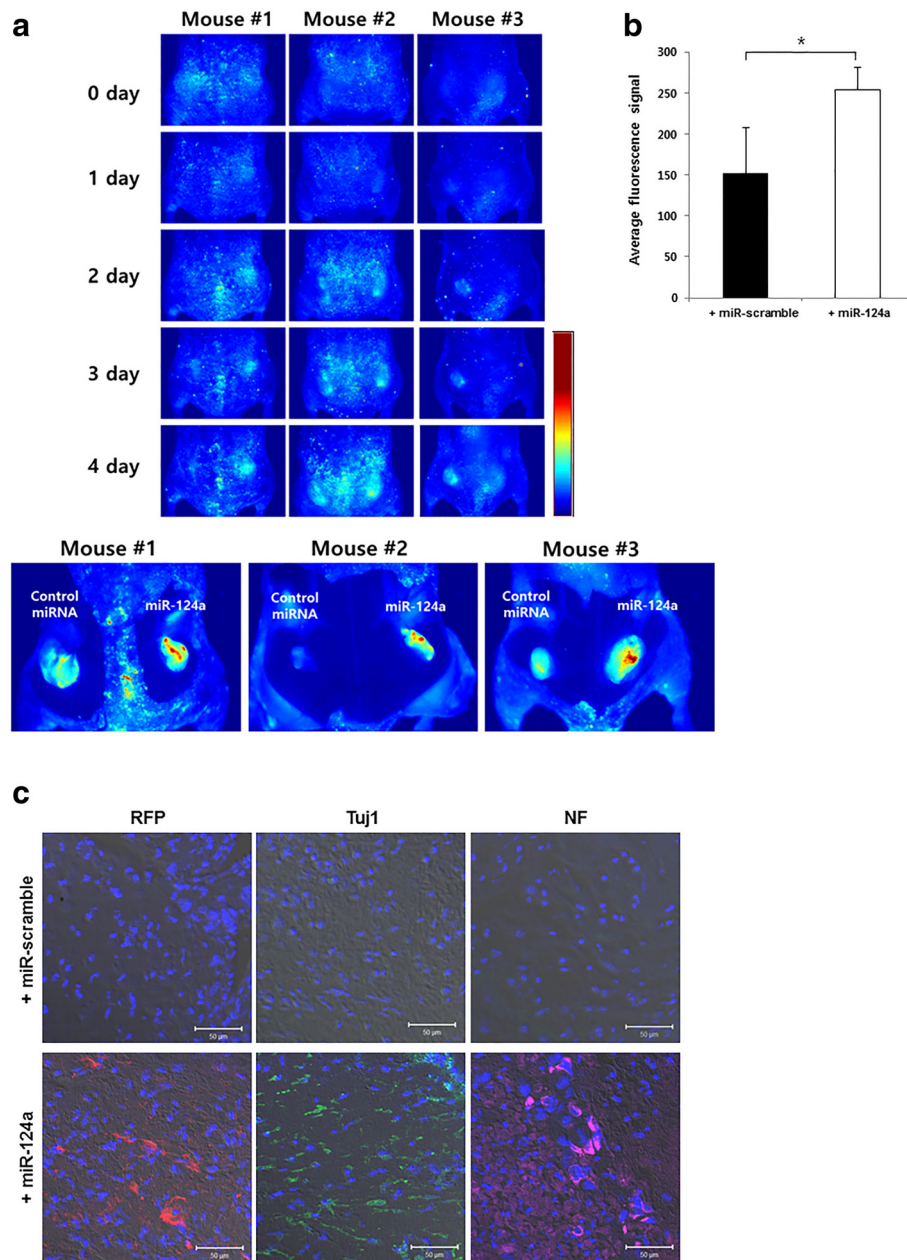 a
Mouse #1 Mouse #2 Mouse #3
0 day
1 day
2 day
3 day
4 day
Mouse #1 Mouse #2 Mouse #3
Control miRNA miR-124a
Control miRNA miR-124a
Control miRNA miR-124a
b
Average fluorescence signal
300
250
200
150
100
50
0
*
+ miR-scramble + miR-124a
c
RFP Tuj1 NF
+ miR-scramble
50 µm 50 µm 50 µm
+ miR-124a
50 µm 50 µm 50 µm